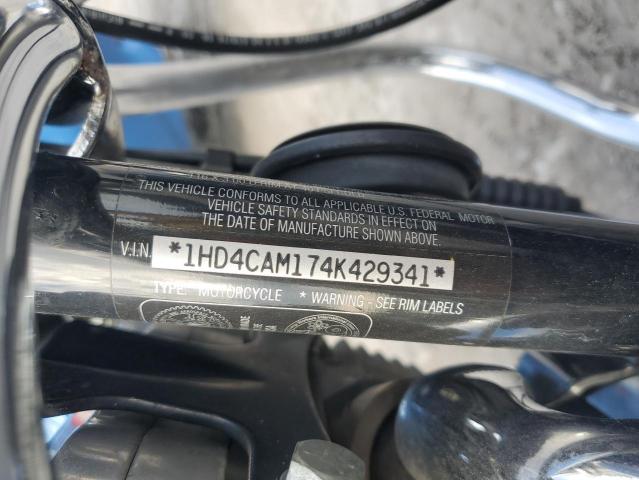 THIS VEHICLE CONFORMS TO ALL APPLICABLE U.S. FEDERAL MOTOR
VEHICLE SAFETY STANDARDS IN EFFECT ON
THE DATE OF MANUFACTURE SHOWN ABOVE.
V.I.N. *1HD4CAM174K429341*
TYPE: MOTORCYCLE * WARNING - SEE RIM LABELS